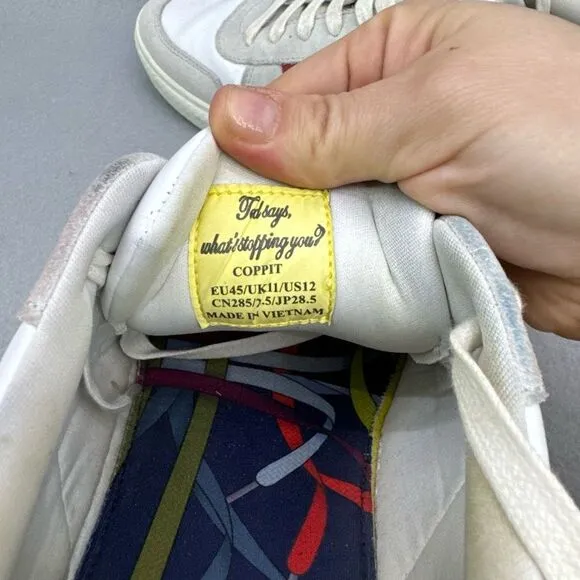 Ted says,
what's stopping you?
COPPIT
EU45/UK11/US12
CN285/7.5/JP28.5
MADE IN VIETNAM